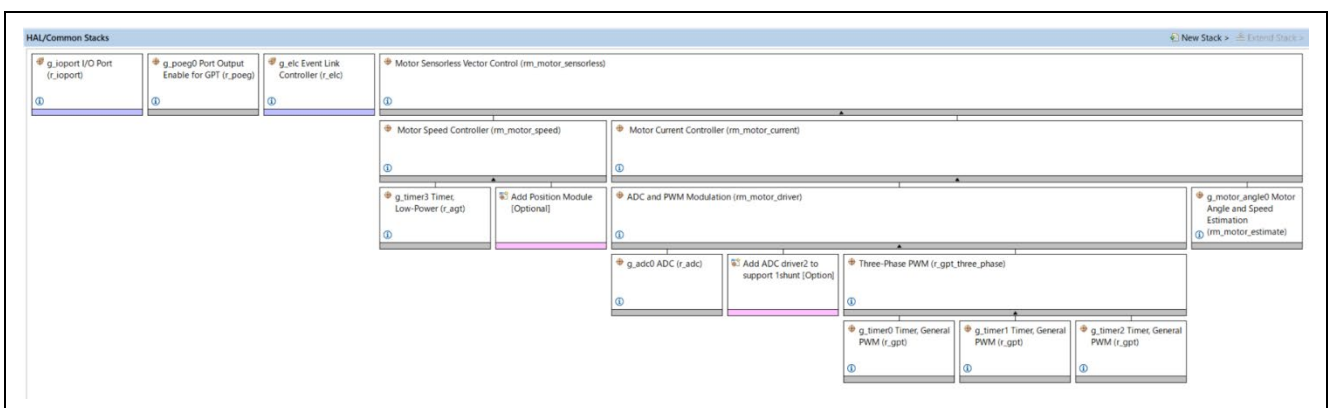 HAL/Common Stacks
New Stack > Extend Stack >
g_ioport I/O Port
(r_ioport)
g_poeg0 Port Output
Enable for GPT (r_poeg)
g_elc Event Link
Controller (r_elc)
Motor Sensorless Vector Control (rm_motor_sensorless)
Motor Speed Controller (rm_motor_speed)
Motor Current Controller (rm_motor_current)
g_timer3 Timer,
Low-Power (r_agt)
Add Position Module
[Optional]
ADC and PWM Modulation (rm_motor_driver)
g_motor_angle0 Motor
Angle and Speed
Estimation
(rm_motor_estimate)
g_adc0 ADC (r_adc)
Add ADC driver2 to
support 1shunt [Option]
Three-Phase PWM (r_gpt_three_phase)
g_timer0 Timer, General
PWM (r_gpt)
g_timer1 Timer, General
PWM (r_gpt)
g_timer2 Timer, General
PWM (r_gpt)